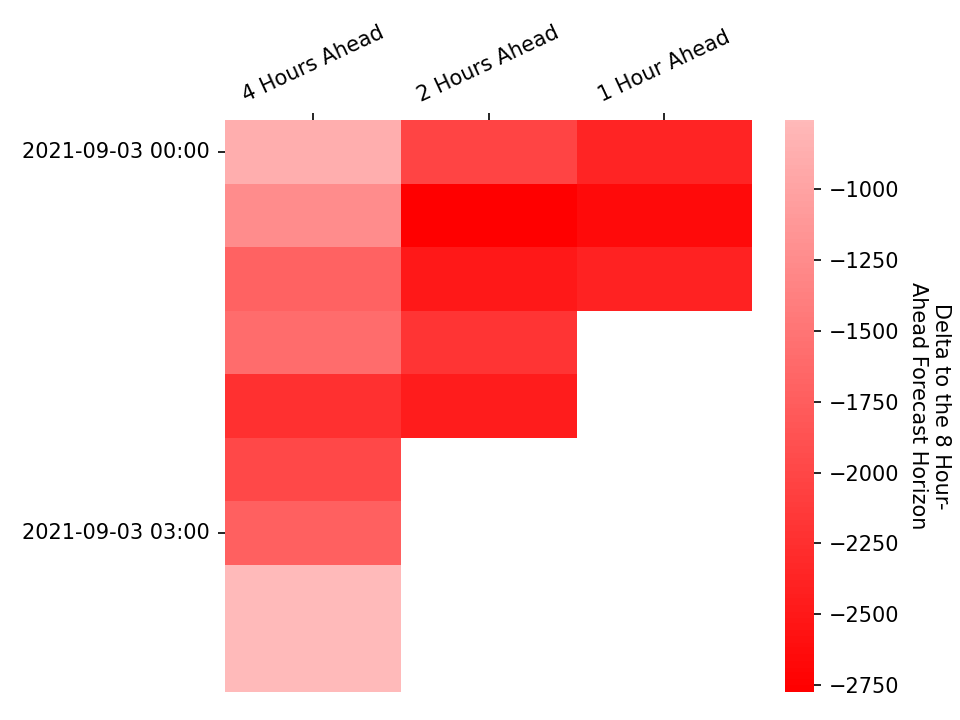 4 Hours Ahead
2 Hours Ahead
1 Hour Ahead
2021-09-03 00:00
2021-09-03 03:00
−1000
−1250
−1500
−1750
−2000
−2250
−2500
−2750
Delta to the 8 Hour-
Ahead Forecast Horizon